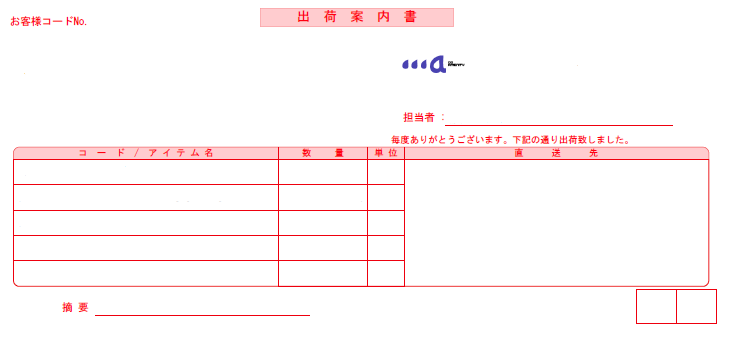 出荷案内書
お客様コードNo.
担当者：
毎度ありがとうございます。下記の通り出荷致しました。
コード/アイテム名 数量 単位 直送先
摘要